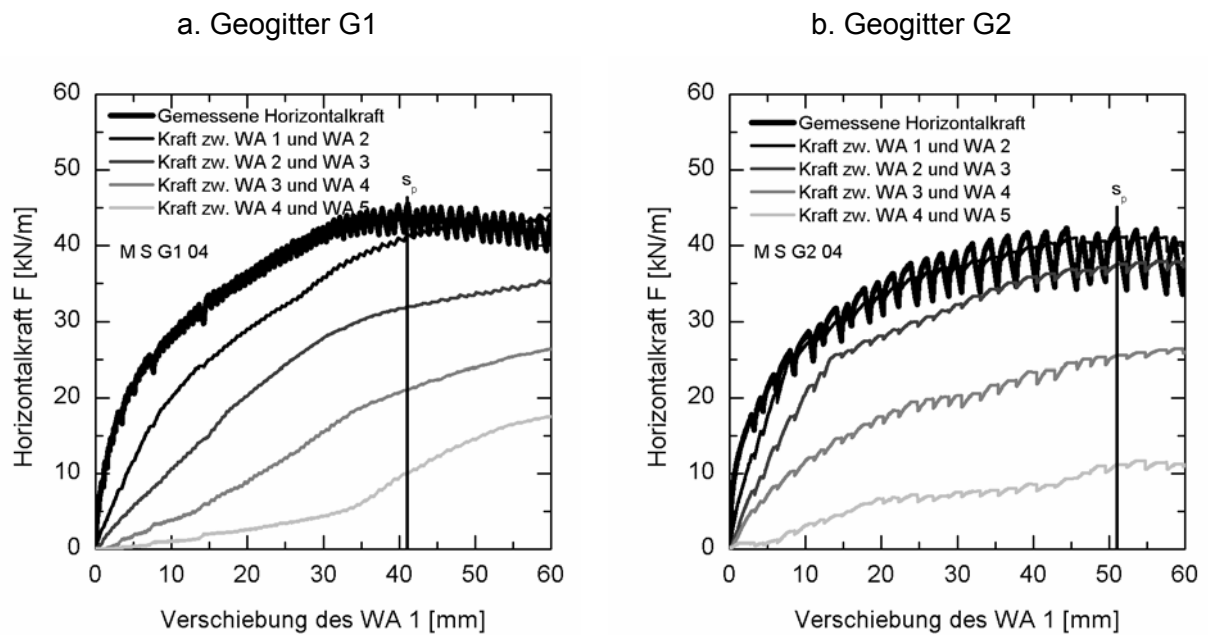 a. Geogitter G1
60
50
40
30
20
10
0
Horizontalkraft F [kN/m]
Gemessene Horizontalkraft
Kraft zw. WA 1 und WA 2
Kraft zw. WA 2 und WA 3
Kraft zw. WA 3 und WA 4
Kraft zw. WA 4 und WA 5
sp
M S G1 04
0 10 20 30 40 50 60
Verschiebung des WA 1 [mm]
b. Geogitter G2
60
50
40
30
20
10
0
Horizontalkraft F [kN/m]
Gemessene Horizontalkraft
Kraft zw. WA 1 und WA 2
Kraft zw. WA 2 und WA 3
Kraft zw. WA 3 und WA 4
Kraft zw. WA 4 und WA 5
sp
M S G2 04
0 10 20 30 40 50 60
Verschiebung des WA 1 [mm]